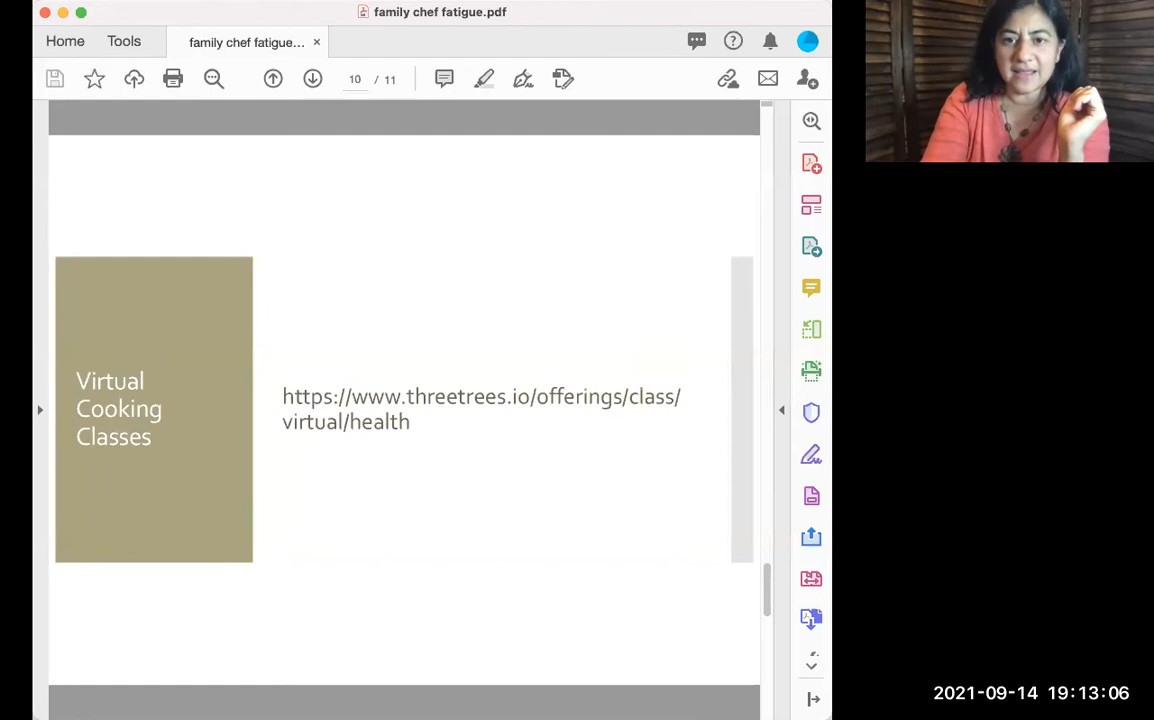 family chef fatigue.pdf
Home Tools family chef fatigue... ×
10 / 11
Virtual
Cooking
Classes
https://www.threetrees.io/offerings/class/
virtual/health
2021-09-14 19:13:06